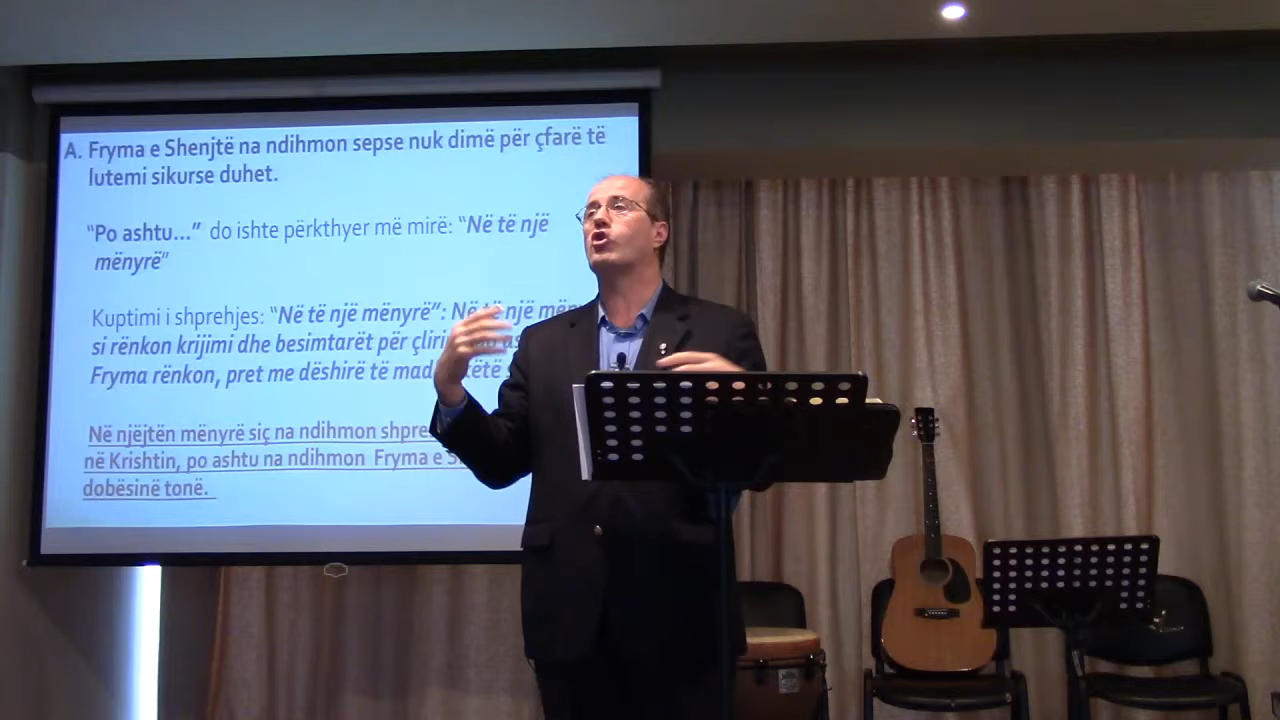 A. Fryma e Shenjtë na ndihmon sepse nuk dimë për çfarë të
lutemi sikurse duhet.
“Po ashtu...” do ishte përkthyer më mirë: “Në të një
mënyrë”
Kuptimi i shprehjes: “Në të një mënyrë”: Në të një
si rënkon krijimi dhe besimtarët për
Fryma rënkon, pret me dëshirë të
Në njëjtën mënyrë siç na ndihmon
në Krishtin, po ashtu na ndihmon Fryma e
dobësinë tonë.